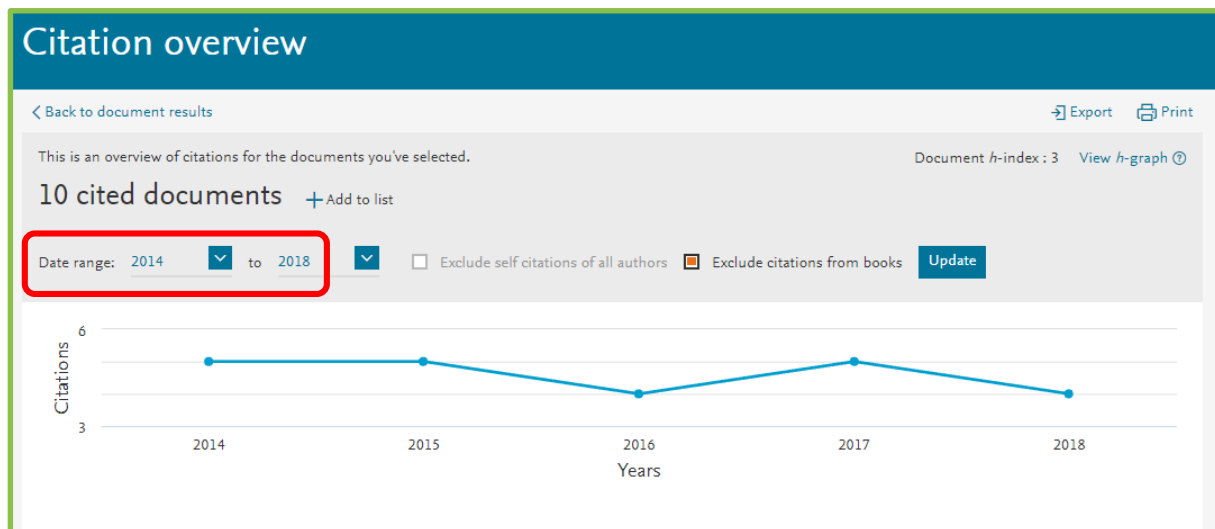 Citation overview
Back to document results
Export Print
This is an overview of citations for the documents you've selected.
Document h-index : 3 View h-graph ?
10 cited documents + Add to list
Date range: 2014 to 2018 Exclude self citations of all authors Exclude citations from books Update
6
Citations
3
2014 2015 2016 2017 2018
Years